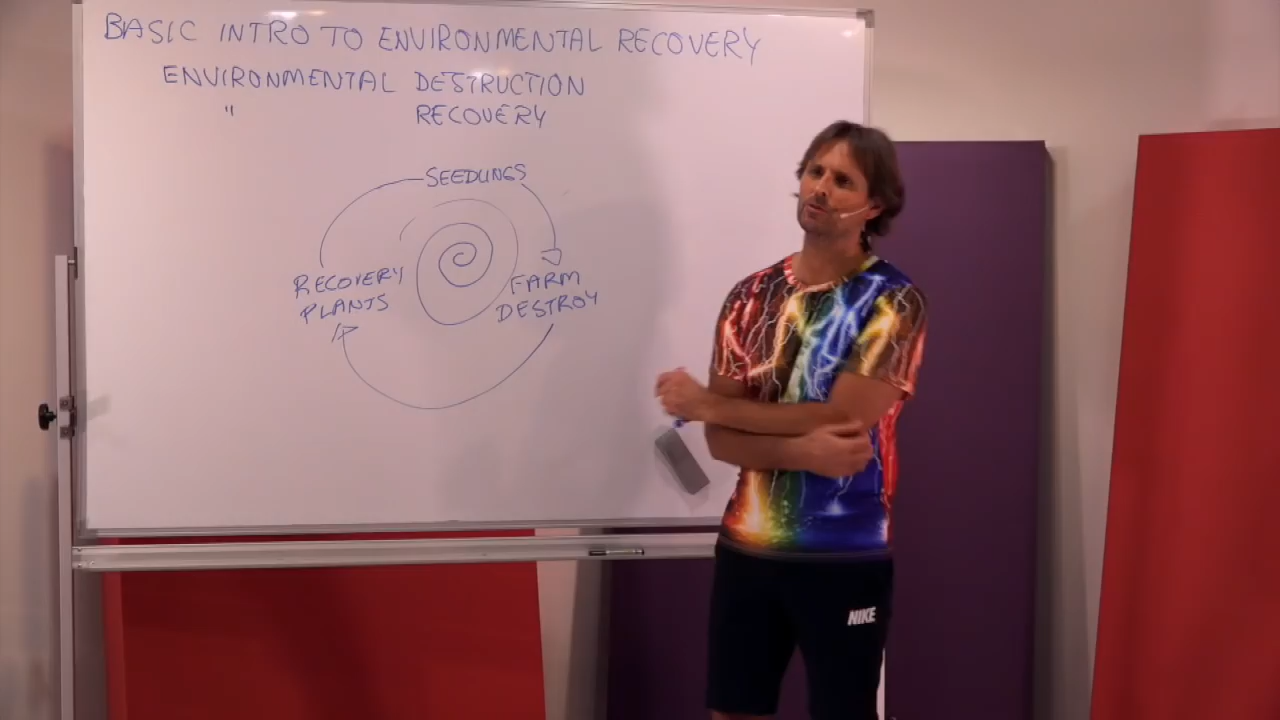 BASIC INTRO TO ENVIRONMENTAL RECOVERY
ENVIRONMENTAL DESTRUCTION
" RECOVERY
SEEDLINGS
RECOVERY
PLANTS
FARM
DESTROY
NIKE